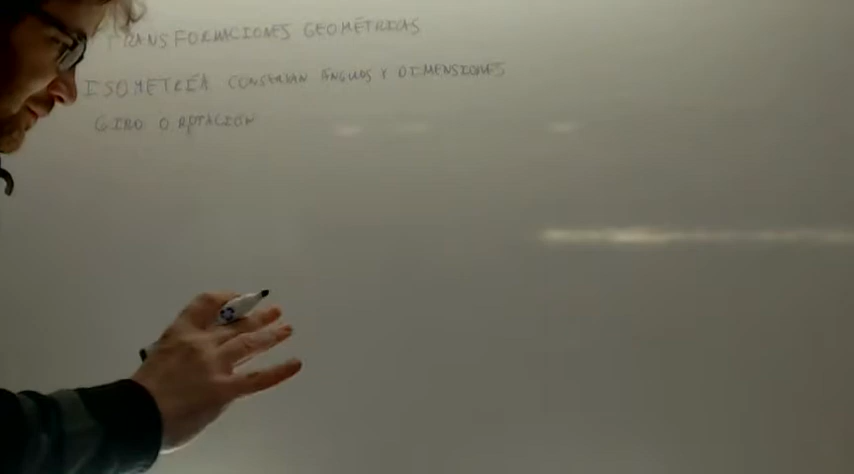 TRANSFORMACIONES GEOMÉTRICAS
ISOMETRÍA CONSERVAN ÁNGULOS Y DIMENSIONES
GIRO O ROTACIÓN